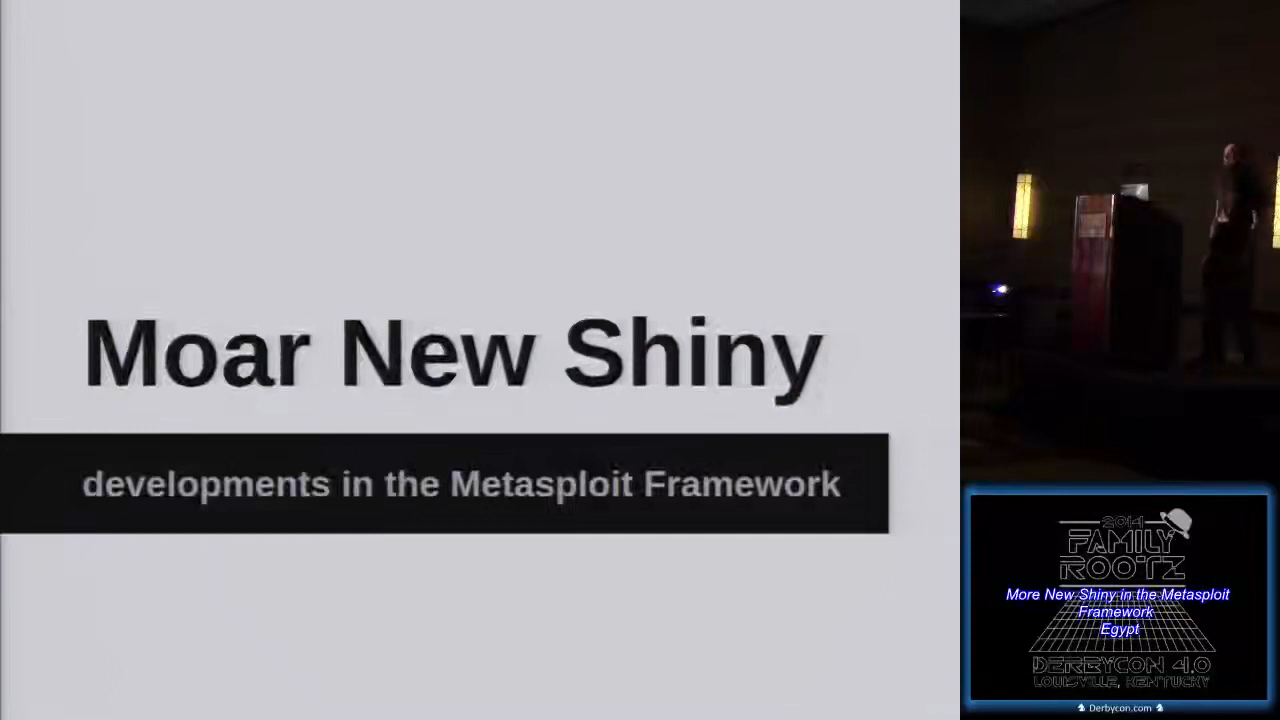 Moar New Shiny
developments in the Metasploit Framework
2014
FAMILY
ROOTZ
More New Shiny in the Metasploit
Framework
Egypt
DERBYCON 4.0
LOUISVILLE, KENTUCKY
Derbycon.com